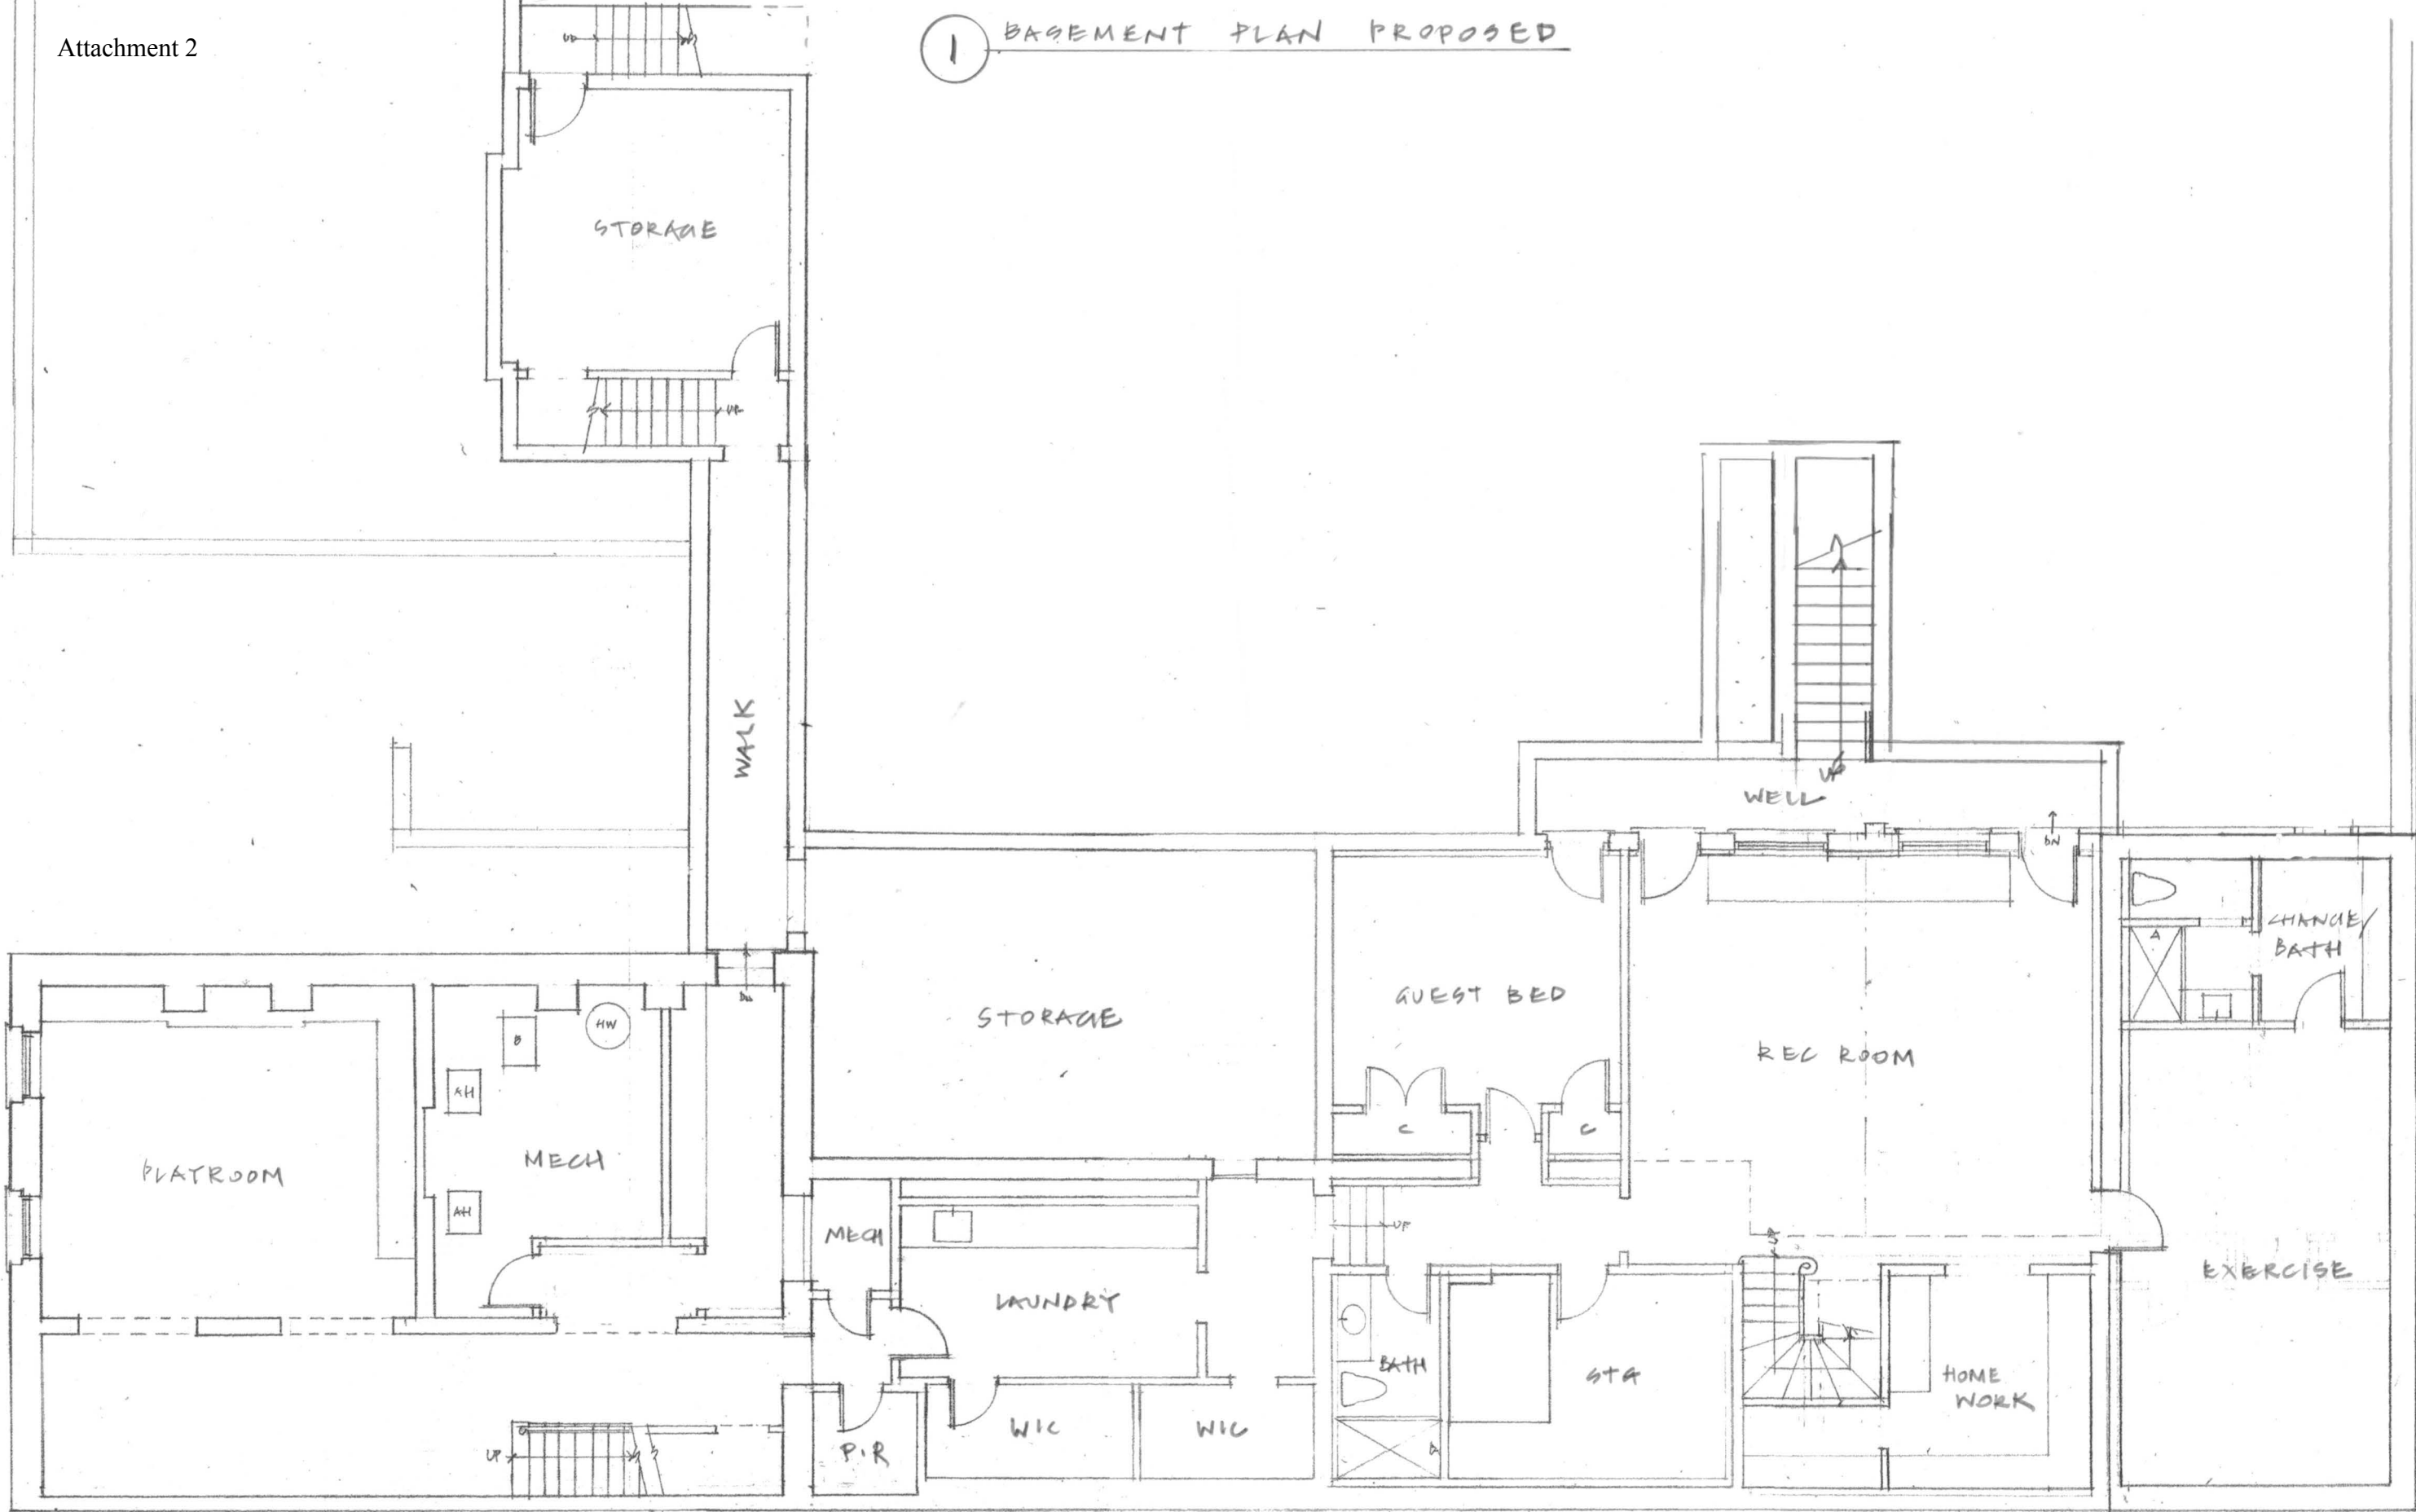 Attachment 2
1
BASEMENT PLAN PROPOSED
UP
STORAGE
UP
WALK
UP
WELL
DN
CHANGE/
BATH
A
DN
STORAGE
GUEST BED
REC ROOM
HW
B
AH
AH
PLAYROOM
MECH
C
C
MECH
UP
EXERCISE
LAUNDRY
BATH
STG
HOME
WORK
WIC
WIC
P.R
UP